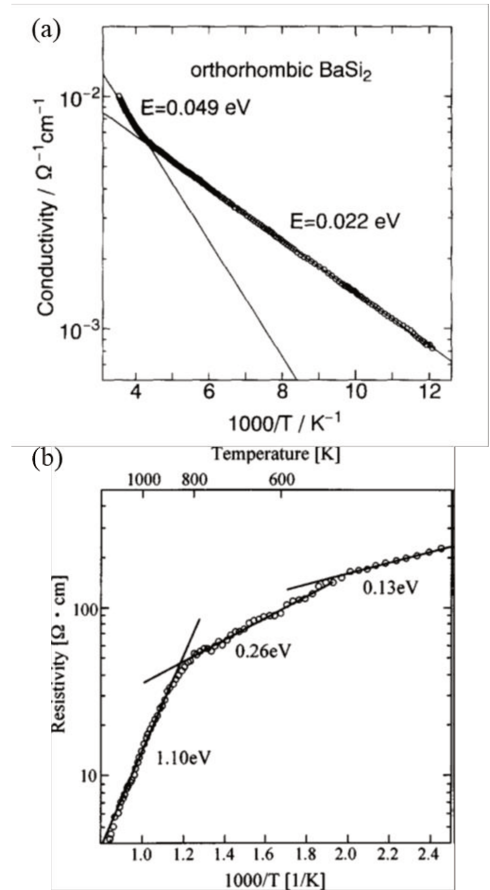 (a)
orthorhombic BaSi₂
10⁻²
E=0.049 eV
E=0.022 eV
10⁻³
Conductivity / Ω⁻¹cm⁻¹
4 6 8 10 12
1000/T / K⁻¹
(b)
Temperature [K]
1000 800 600
100
10
Resistivity [Ω・cm]
0.13eV
0.26eV
1.10eV
1.0 1.2 1.4 1.6 1.8 2.0 2.2 2.4
1000/T [1/K]